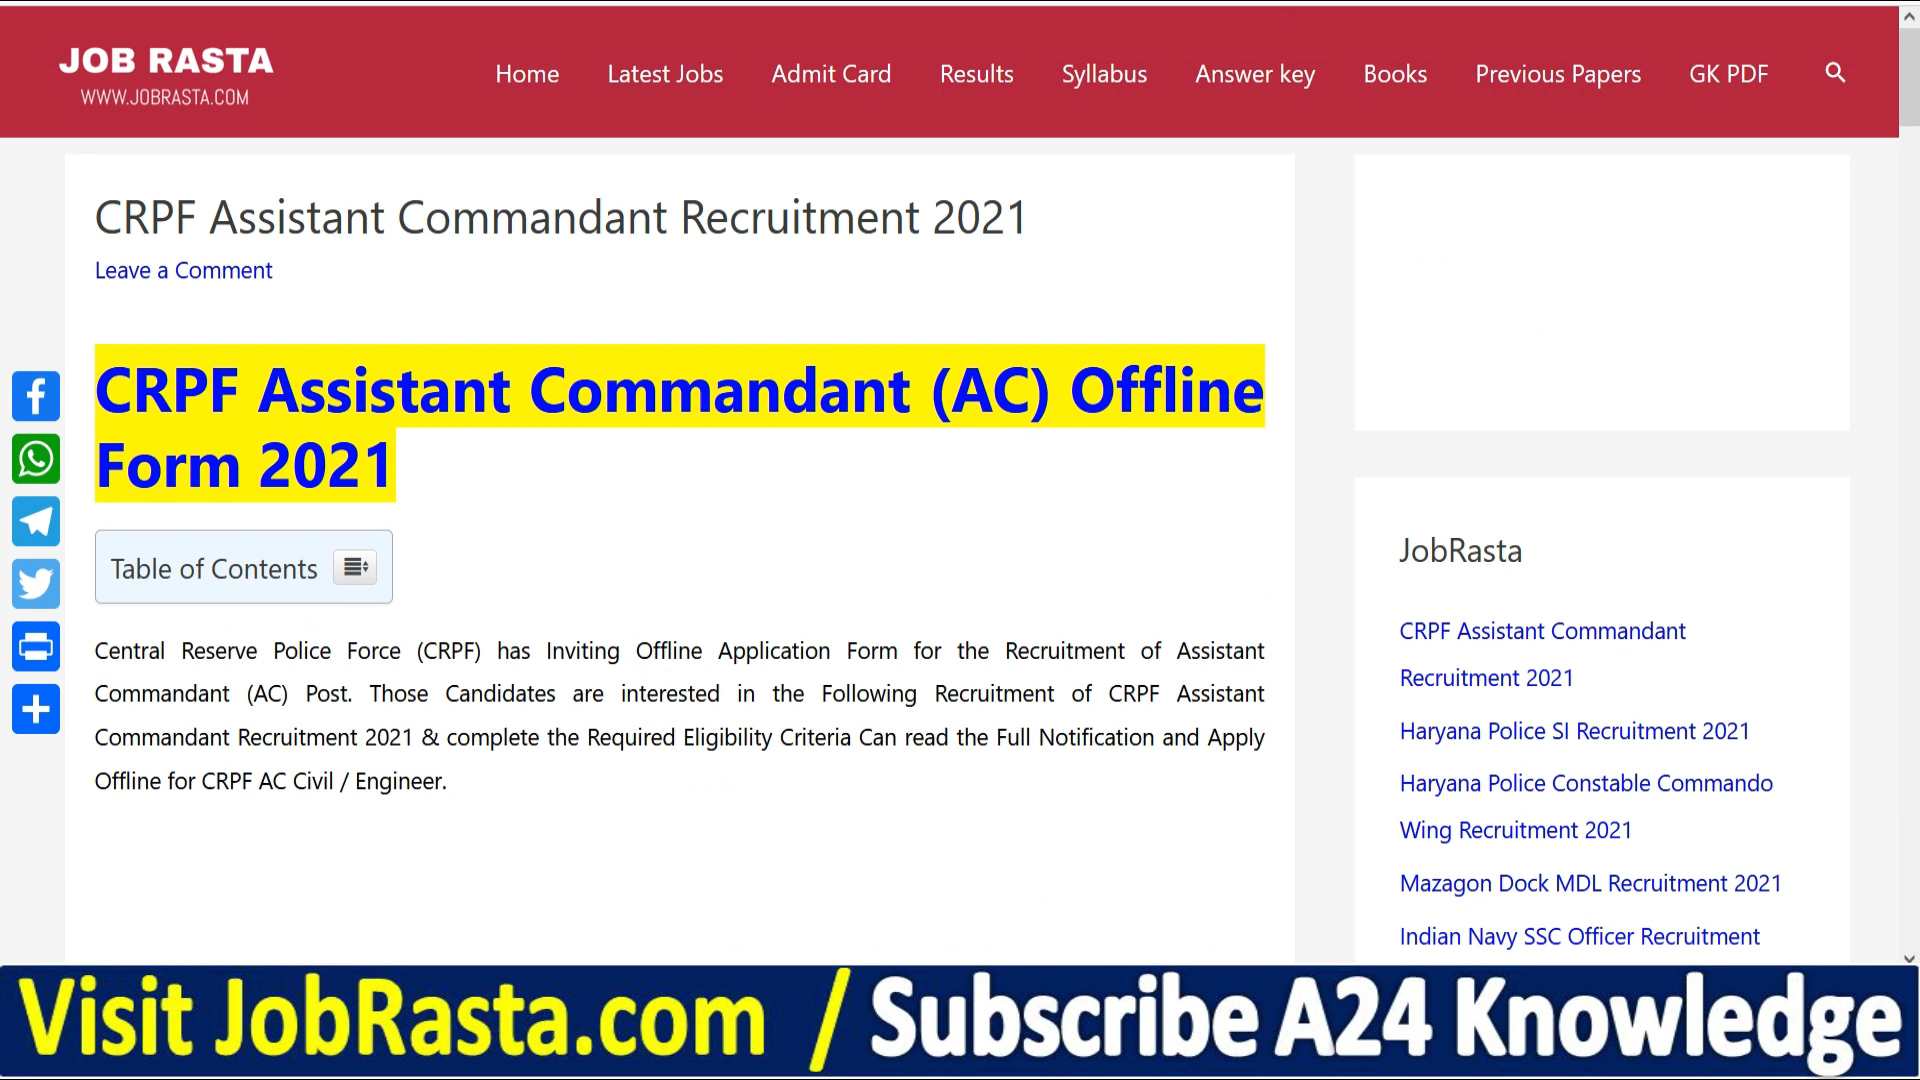 JOB RASTA
WWW.JOBRASTA.COM
Home Latest Jobs Admit Card Results Syllabus Answer key Books Previous Papers GK PDF
CRPF Assistant Commandant Recruitment 2021
Leave a Comment
CRPF Assistant Commandant (AC) Offline
Form 2021
Table of Contents
Central Reserve Police Force (CRPF) has Inviting Offline Application Form for the Recruitment of Assistant
Commandant (AC) Post. Those Candidates are interested in the Following Recruitment of CRPF Assistant
Commandant Recruitment 2021 & complete the Required Eligibility Criteria Can read the Full Notification and Apply
Offline for CRPF AC Civil / Engineer.
JobRasta
CRPF Assistant Commandant
Recruitment 2021
Haryana Police SI Recruitment 2021
Haryana Police Constable Commando
Wing Recruitment 2021
Mazagon Dock MDL Recruitment 2021
Indian Navy SSC Officer Recruitment
Visit JobRasta.com / Subscribe A24 Knowledge